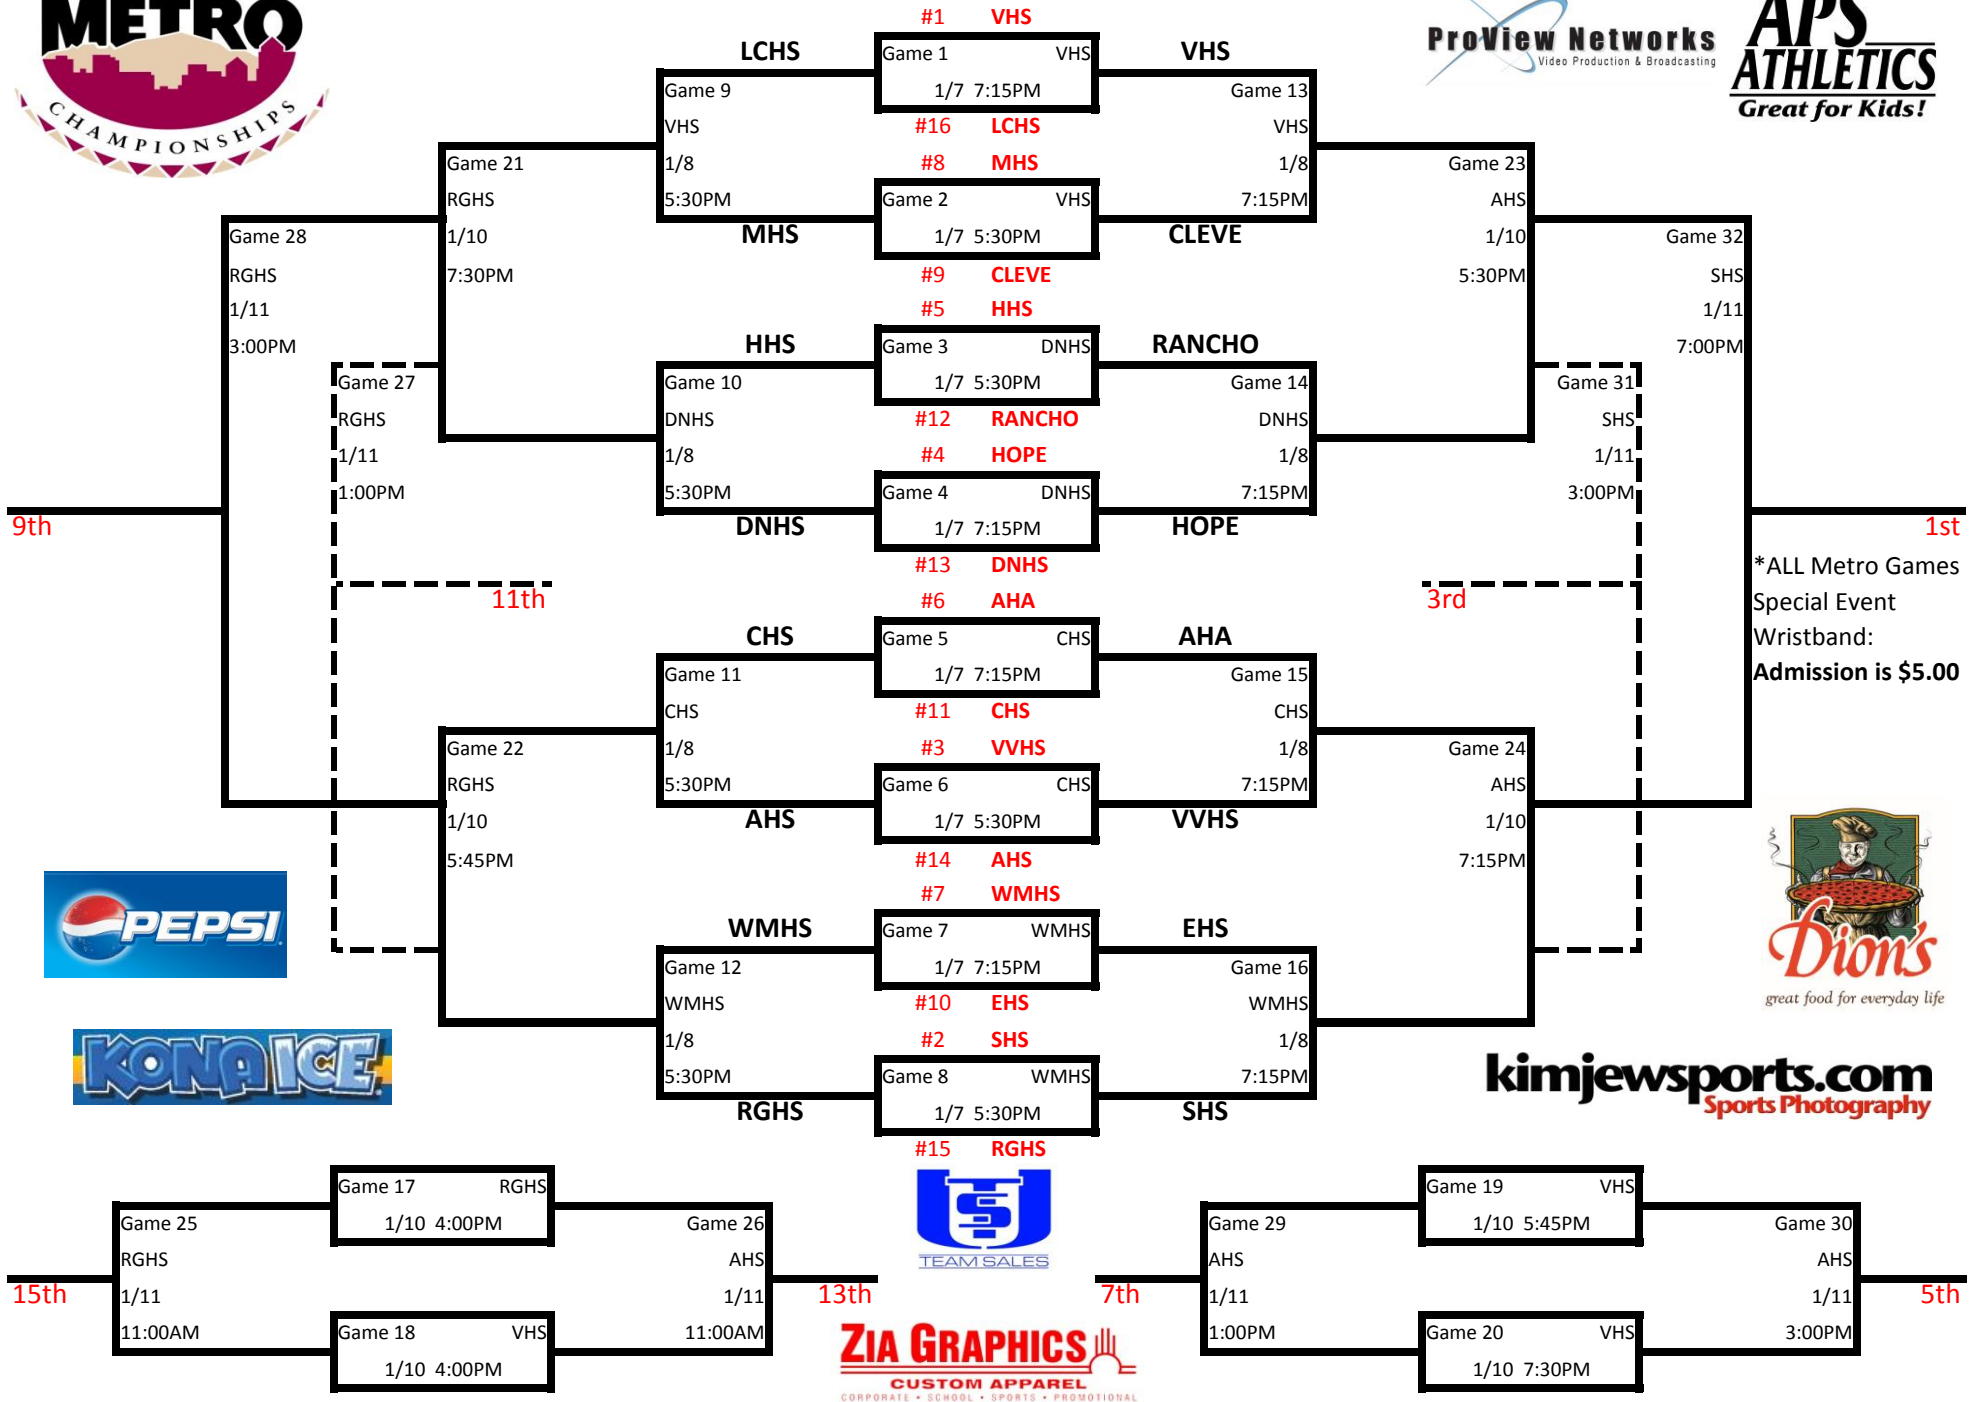 METRO
CHAMPIONSHIPS
ProView Networks
Video Production & Broadcasting
APS
ATHLETICS
Great for Kids!
#1 VHS
LCHS
Game 1 VHS
1/7 7:15PM
VHS
#16 LCHS
Game 9
VHS
1/8
5:30PM
Game 13
VHS
1/8
7:15PM
#8 MHS
MHS
Game 2 VHS
1/7 5:30PM
CLEVE
#9 CLEVE
Game 21
RGHS
1/10
7:30PM
Game 23
AHS
1/10
5:30PM
Game 28
RGHS
1/11
3:00PM
Game 32
SHS
1/11
7:00PM
#5 HHS
HHS
Game 3 DNHS
1/7 5:30PM
RANCHO
#12 RANCHO
Game 27
RGHS
1/11
1:00PM
Game 10
DNHS
1/8
5:30PM
Game 14
DNHS
1/8
7:15PM
Game 31
SHS
1/11
3:00PM
#4 HOPE
DNHS
Game 4 DNHS
1/7 7:15PM
HOPE
#13 DNHS
9th
1st
11th
3rd
*ALL Metro Games
Special Event
Wristband:
Admission is $5.00
#6 AHA
CHS
Game 5 CHS
1/7 7:15PM
AHA
#11 CHS
Game 11
CHS
1/8
5:30PM
Game 15
CHS
1/8
7:15PM
#3 VVHS
AHS
Game 6 CHS
1/7 5:30PM
VVHS
#14 AHS
Game 22
RGHS
1/10
5:45PM
Game 24
AHS
1/10
7:15PM
#7 WMHS
WMHS
Game 7 WMHS
1/7 7:15PM
EHS
#10 EHS
Game 12
WMHS
1/8
5:30PM
Game 16
WMHS
1/8
7:15PM
#2 SHS
RGHS
Game 8 WMHS
1/7 5:30PM
SHS
#15 RGHS
PEPSI
KONA ICE
Dion's
great food for everyday life
kimjewsports.com
Sports Photography
Game 17 RGHS
1/10 4:00PM
Game 25
RGHS
1/11
11:00AM
Game 26
AHS
1/11
11:00AM
15th
13th
Game 18 VHS
1/10 4:00PM
TEAM SALES
ZIA GRAPHICS
CUSTOM APPAREL
CORPORATE • SCHOOL • SPORTS • PROMOTIONAL
Game 19 VHS
1/10 5:45PM
Game 29
AHS
1/11
1:00PM
Game 30
AHS
1/11
3:00PM
7th
5th
Game 20 VHS
1/10 7:30PM